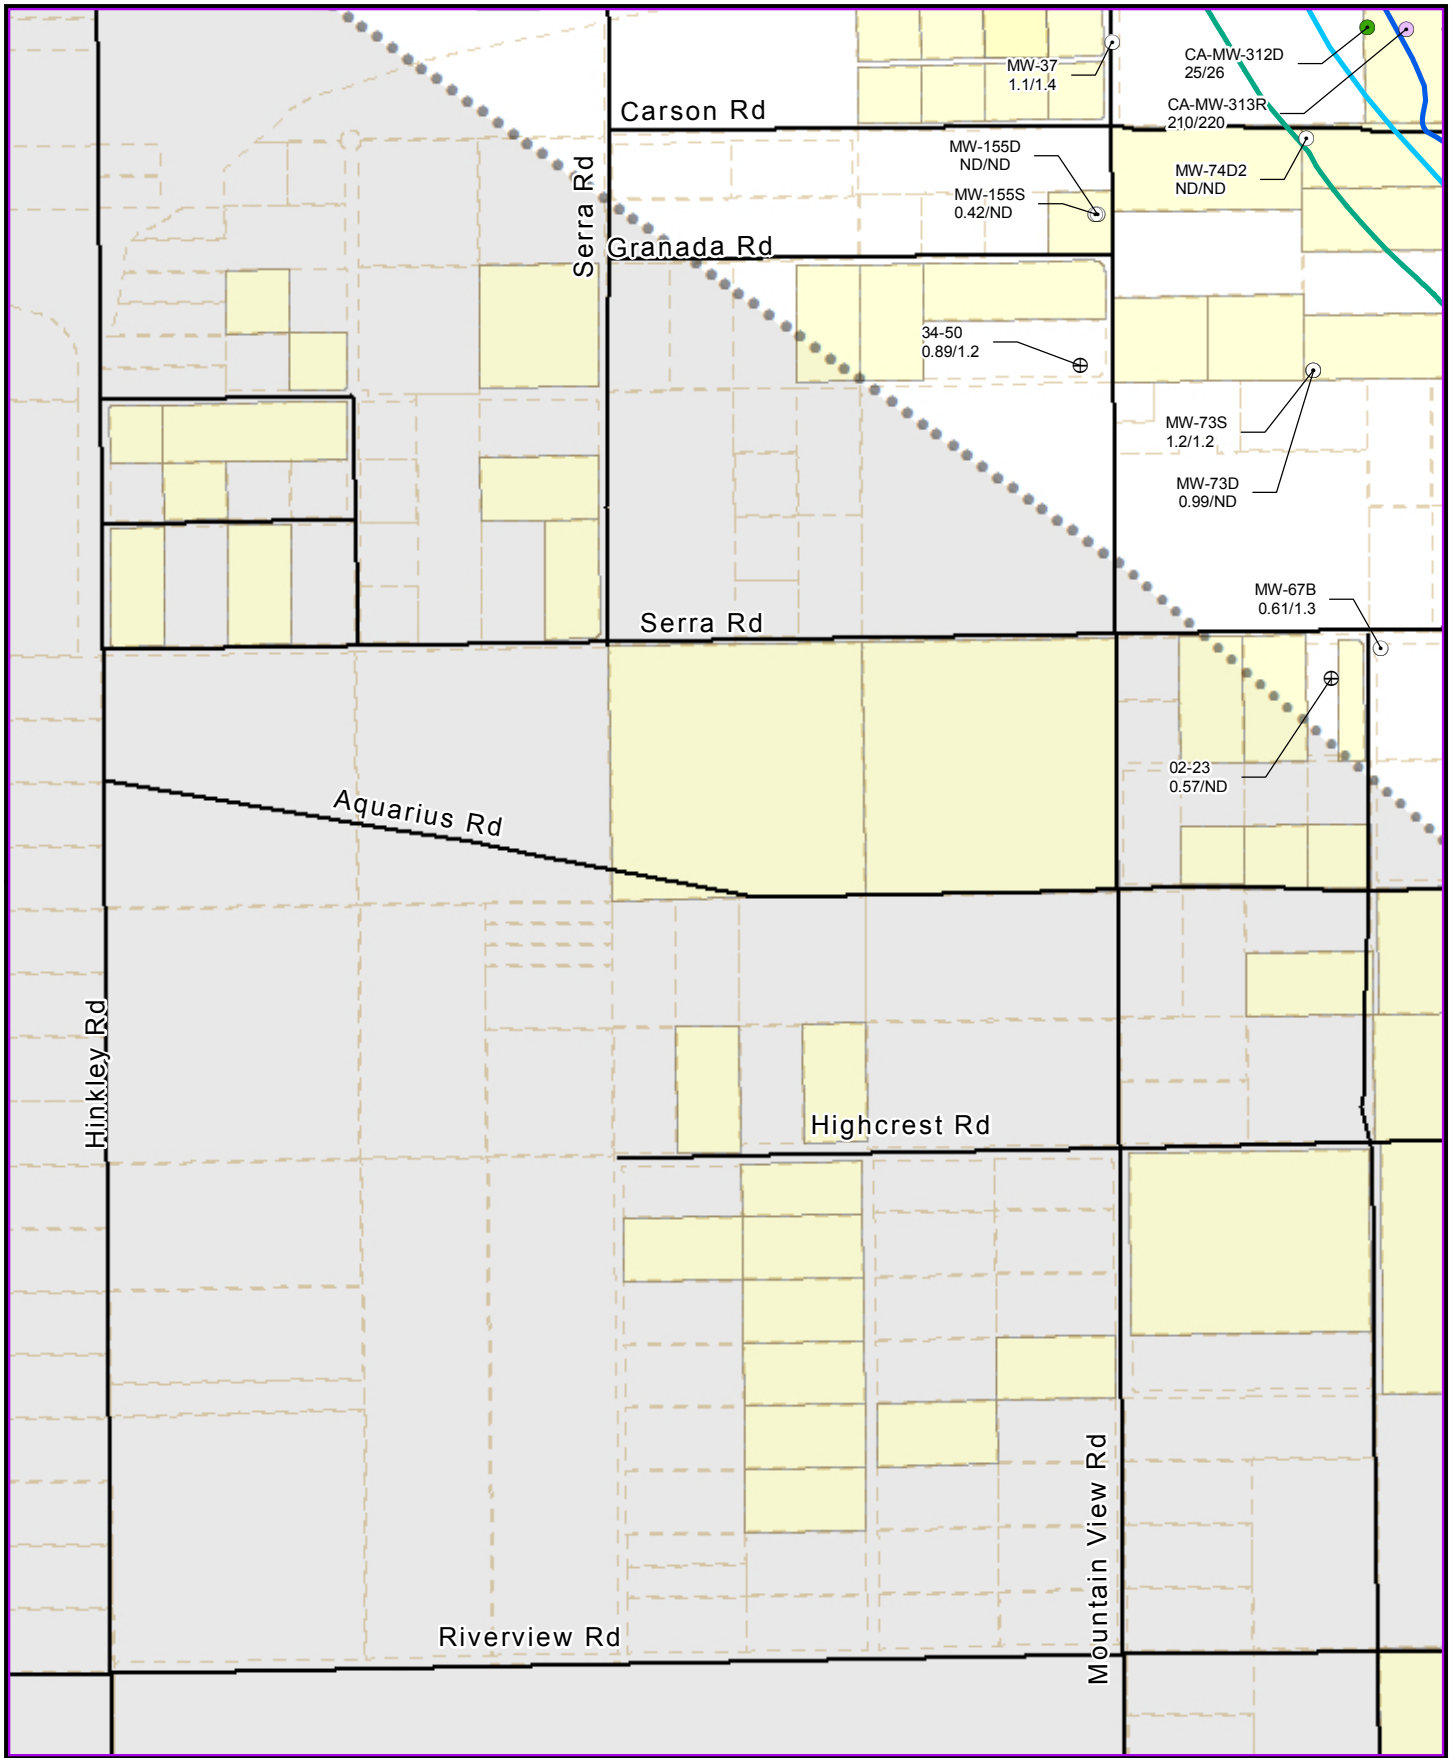 CA-MW-312D
25/26
MW-37
1.1/1.4
CA-MW-313R
210/220
Carson Rd
MW-155D
ND/ND
MW-74D2
ND/ND
MW-155S
0.42/ND
Serra Rd
Granada Rd
34-50
0.89/1.2
MW-73S
1.2/1.2
MW-73D
0.99/ND
MW-67B
0.61/1.3
Serra Rd
02-23
0.57/ND
Aquarius Rd
Hinkley Rd
Highcrest Rd
Mountain View Rd
Riverview Rd